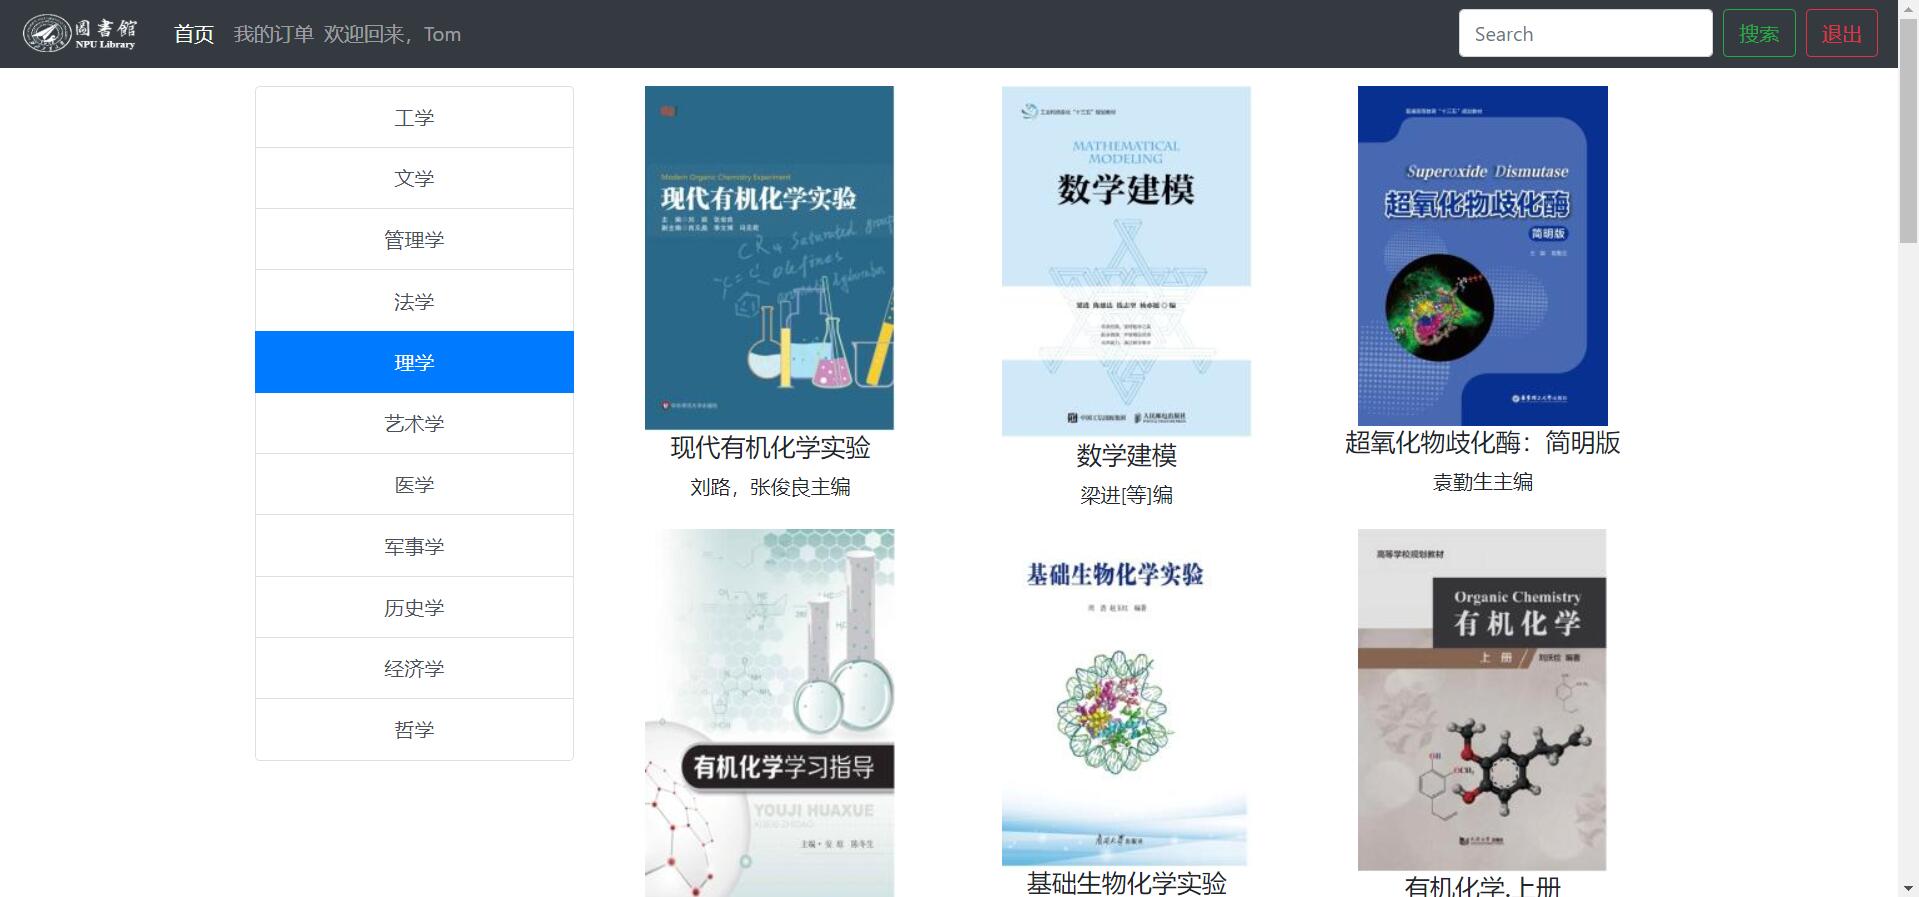 圖書館
NPU Library
首页 我的订单 欢迎回来，Tom
Search 搜索 退出
工学
文学
管理学
法学
理学
艺术学
医学
军事学
历史学
经济学
哲学
Modern Organic Chemistry Experiment
现代有机化学实验
现代有机化学实验
刘路，张俊良主编
MATHEMATICAL
MODELING
数学建模
数学建模
梁进[等]编
Superoxide Dismutase
超氧化物歧化酶
简明版
超氧化物歧化酶：简明版
袁勤生主编
有机化学学习指导
YOUJI HUAXUE
XUEXI ZHIDAO
基础生物化学实验
基础生物化学实验
高等学校规划教材
Organic Chemistry
有机化学
上 册
有机化学.上册